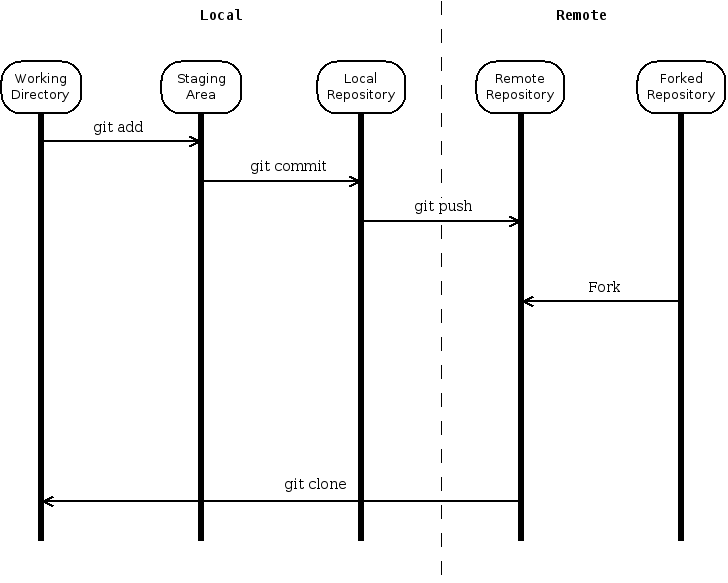 Local
Remote
Working
Directory
Staging
Area
Local
Repository
Remote
Repository
Forked
Repository
git add
git commit
git push
Fork
git clone